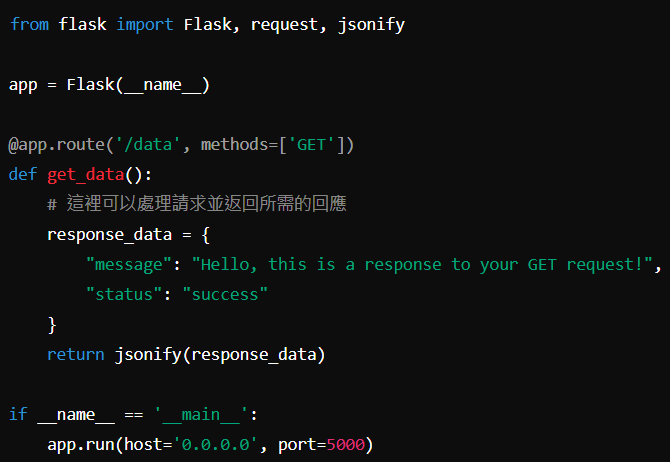 from flask import Flask, request, jsonify
app = Flask(__name__)
@app.route('/data', methods=['GET'])
def get_data():
    # 這裡可以處理請求並返回所需的回應
    response_data = {
        "message": "Hello, this is a response to your GET request!",
        "status": "success"
    }
    return jsonify(response_data)
if __name__ == '__main__':
    app.run(host='0.0.0.0', port=5000)